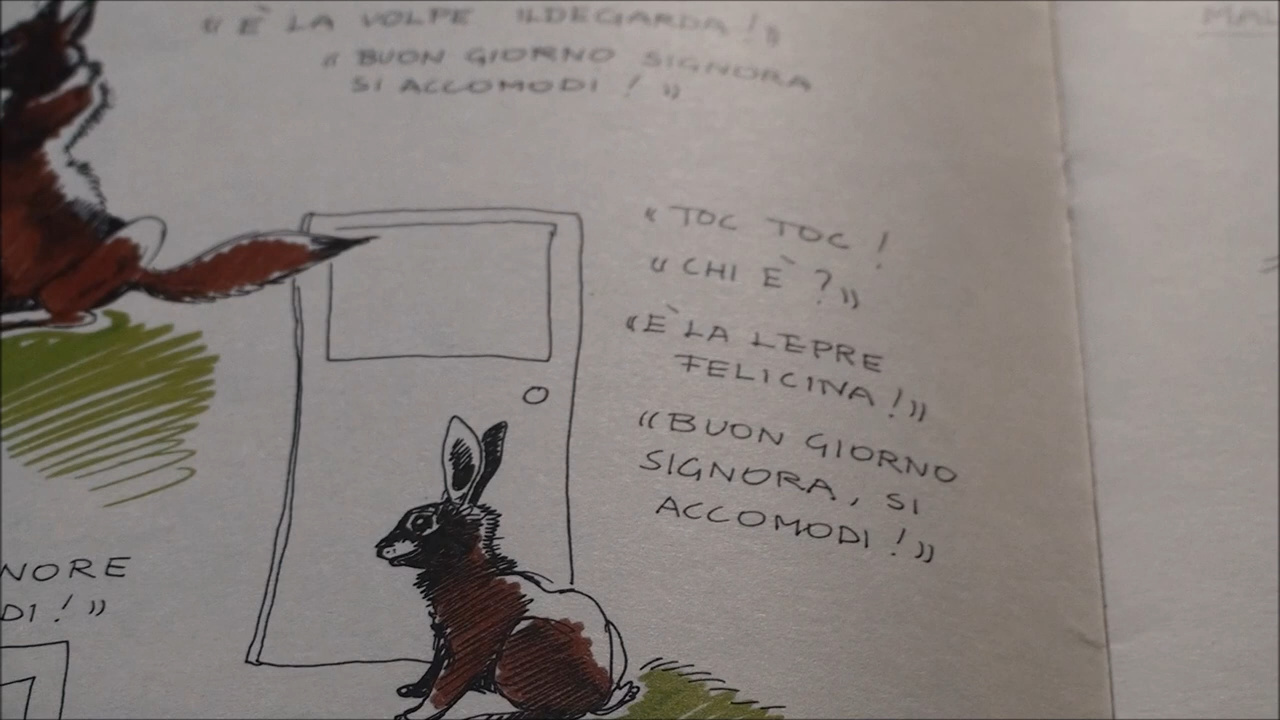 « È LA VOLPE ILDEGARDA ! »
« BUON GIORNO SIGNORA
SI ACCOMODI ! »
« TOC TOC !
« CHI È ? »
« È LA LEPRE
FELICINA ! »
« BUON GIORNO
SIGNORA, SI
ACCOMODI ! »
NORE
DI ! »
MAL